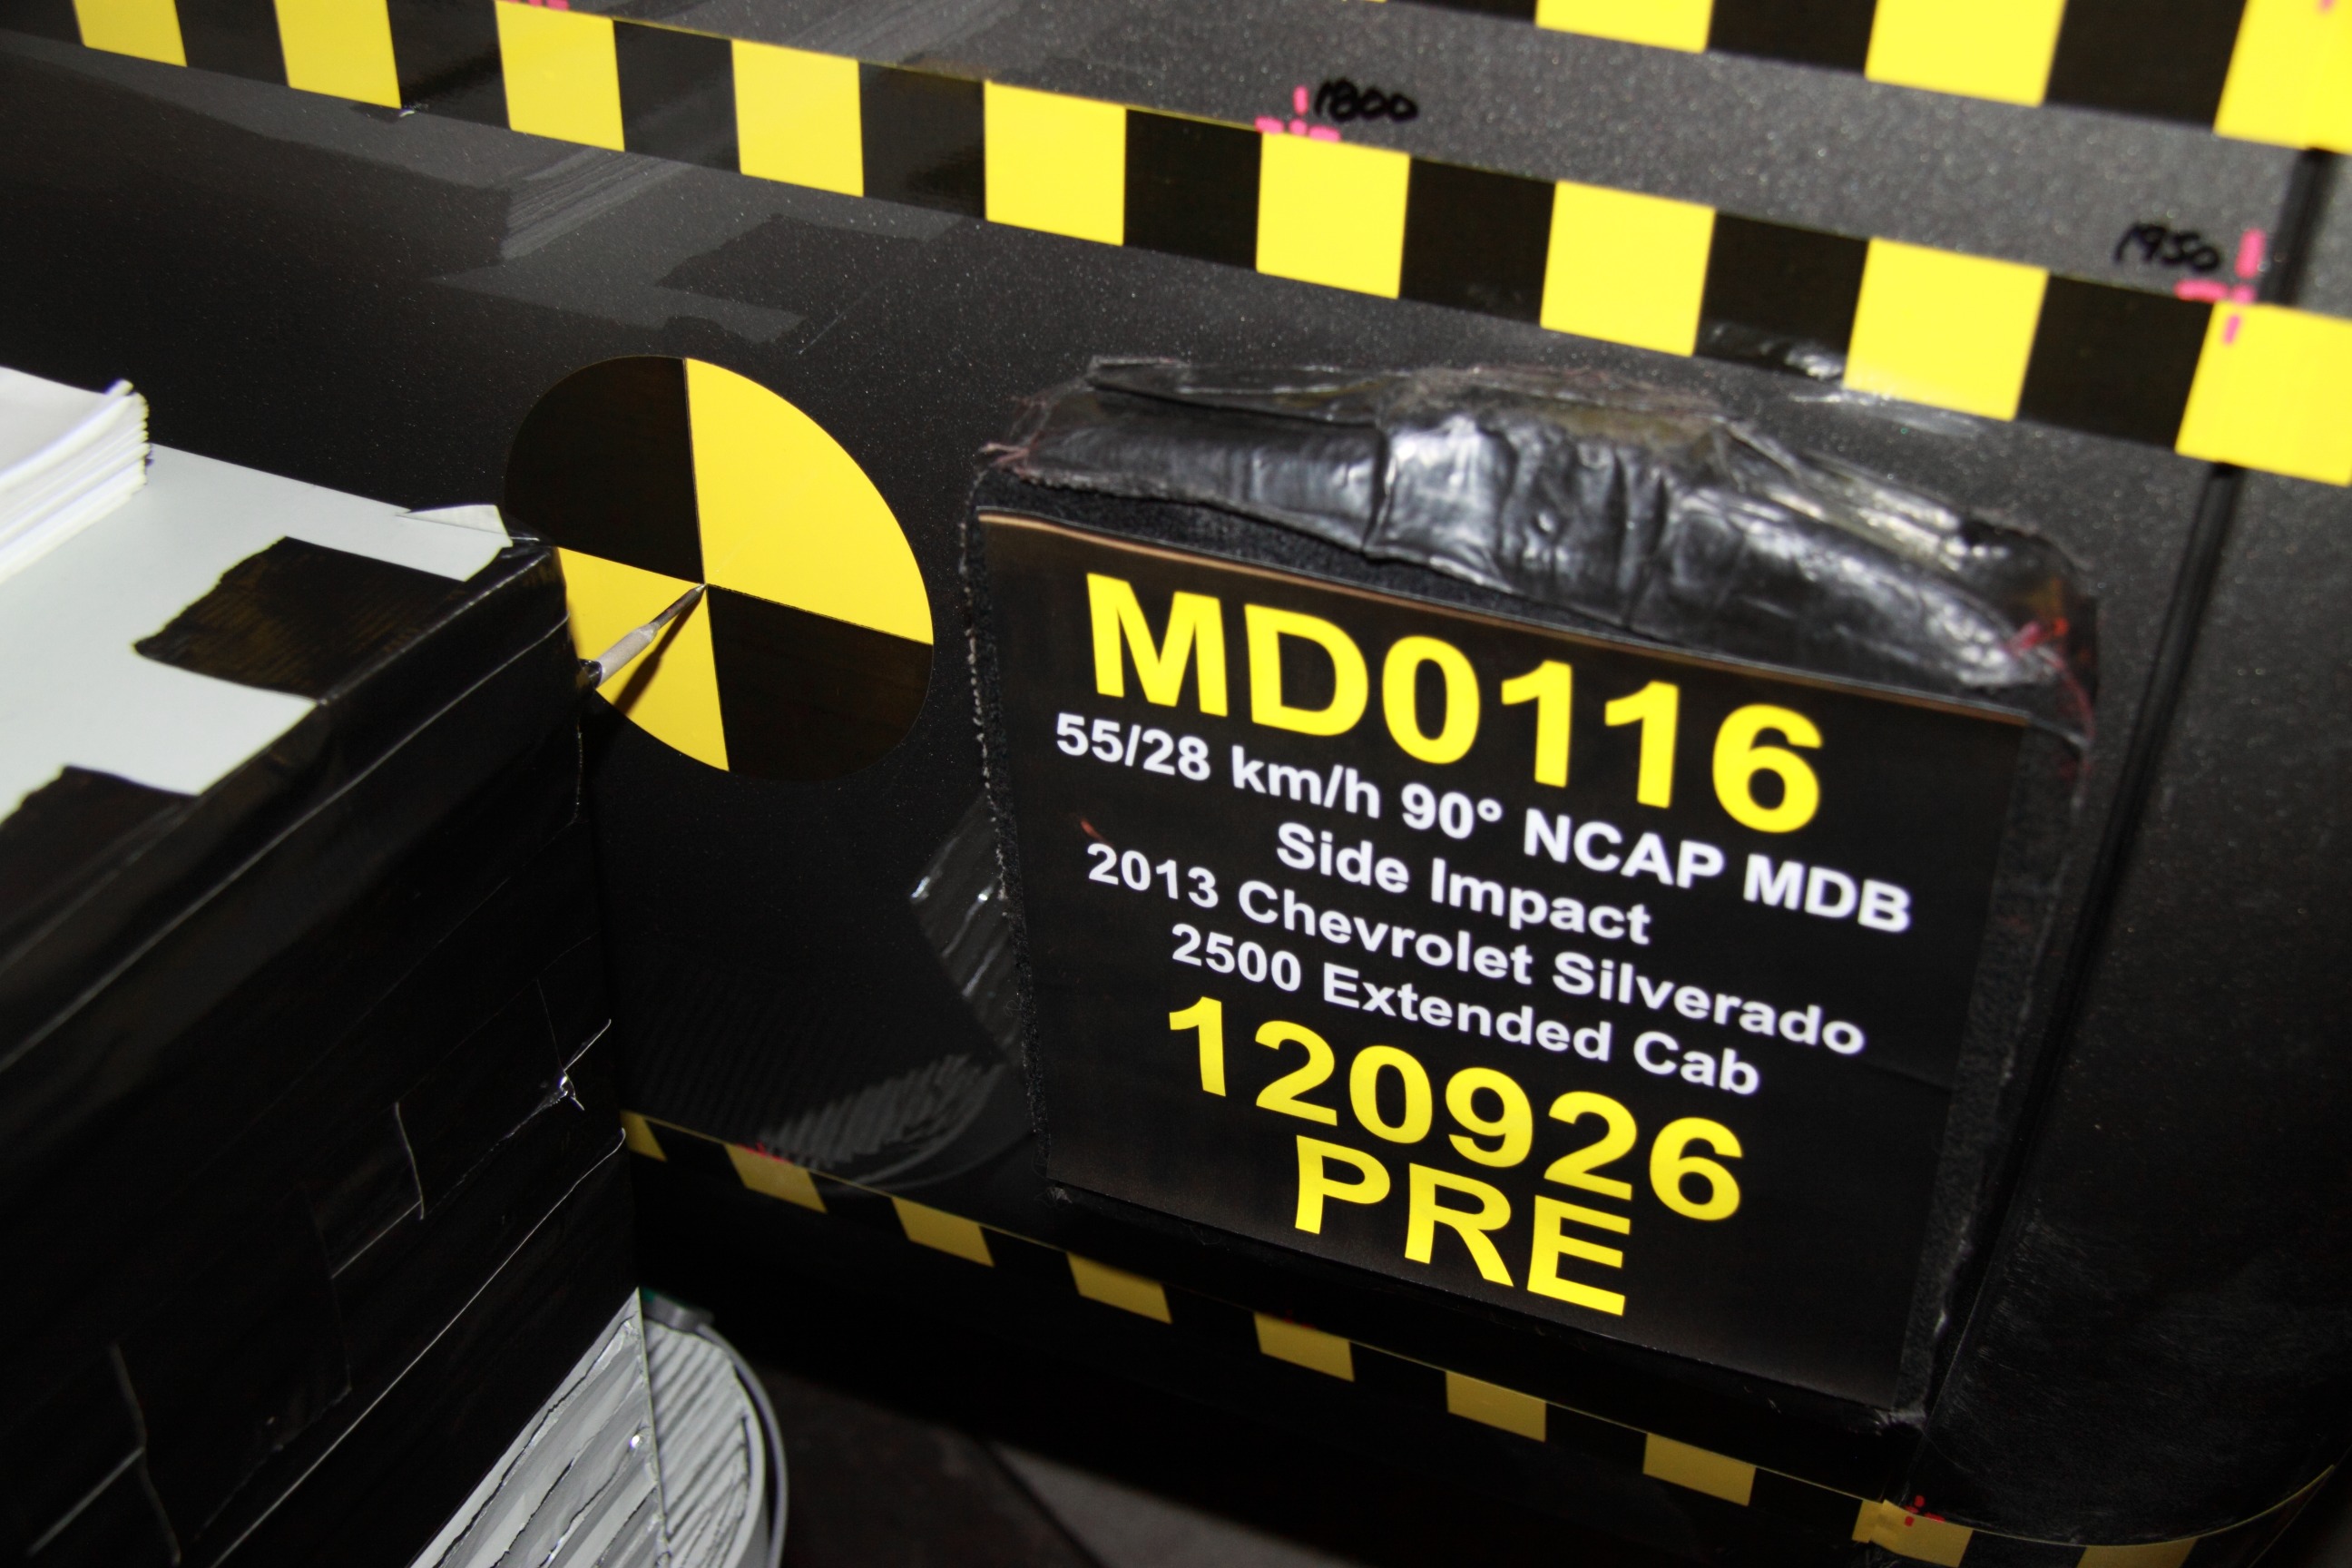 1800
1950
MD0116
55/28 km/h 90° NCAP MDB
Side Impact
2013 Chevrolet Silverado
2500 Extended Cab
120926
PRE